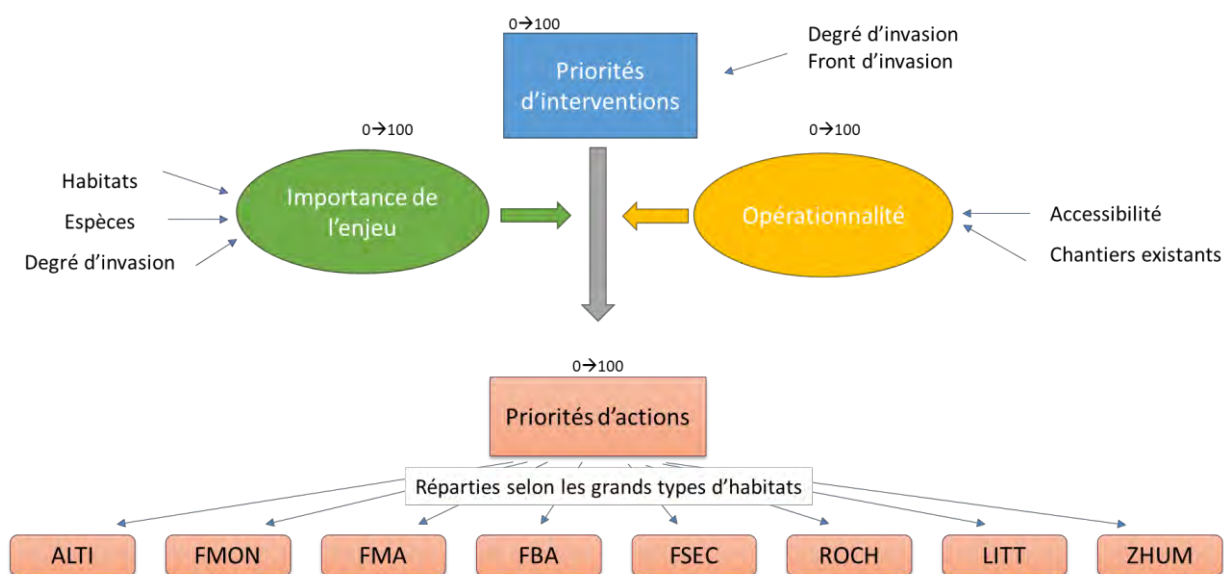 0→100
Priorités
d'interventions
Degré d'invasion
Front d'invasion
0→100
Importance de
l'enjeu
Habitats
Espèces
Degré d'invasion
0→100
Opérationnalité
Accessibilité
Chantiers existants
0→100
Priorités d'actions
Réparties selon les grands types d'habitats
ALTI
FMON
FMA
FBA
FSEC
ROCH
LITT
ZHUM